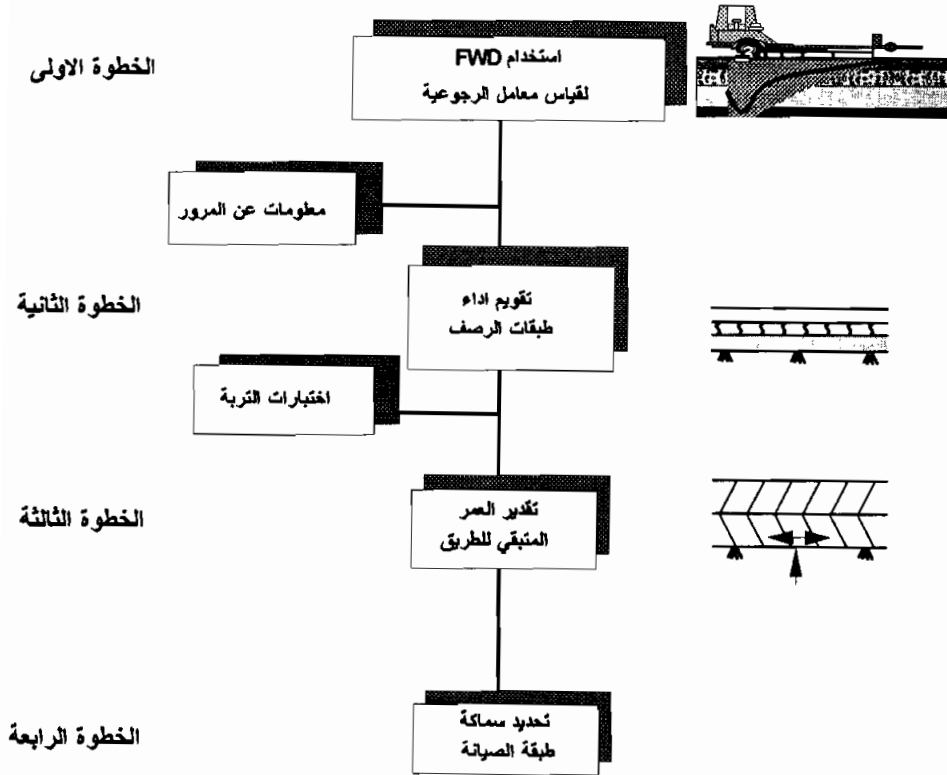 الخطوة الاولى
استخدام FWD
لقياس معامل الرجوعية
معلومات عن المرور
الخطوة الثانية
تقويم اداء
طبقات الرصف
اختبارات التربة
الخطوة الثالثة
تقدير العمر
المتبقي للطريق
الخطوة الرابعة
تحديد سماكة
طبقة الصيانة